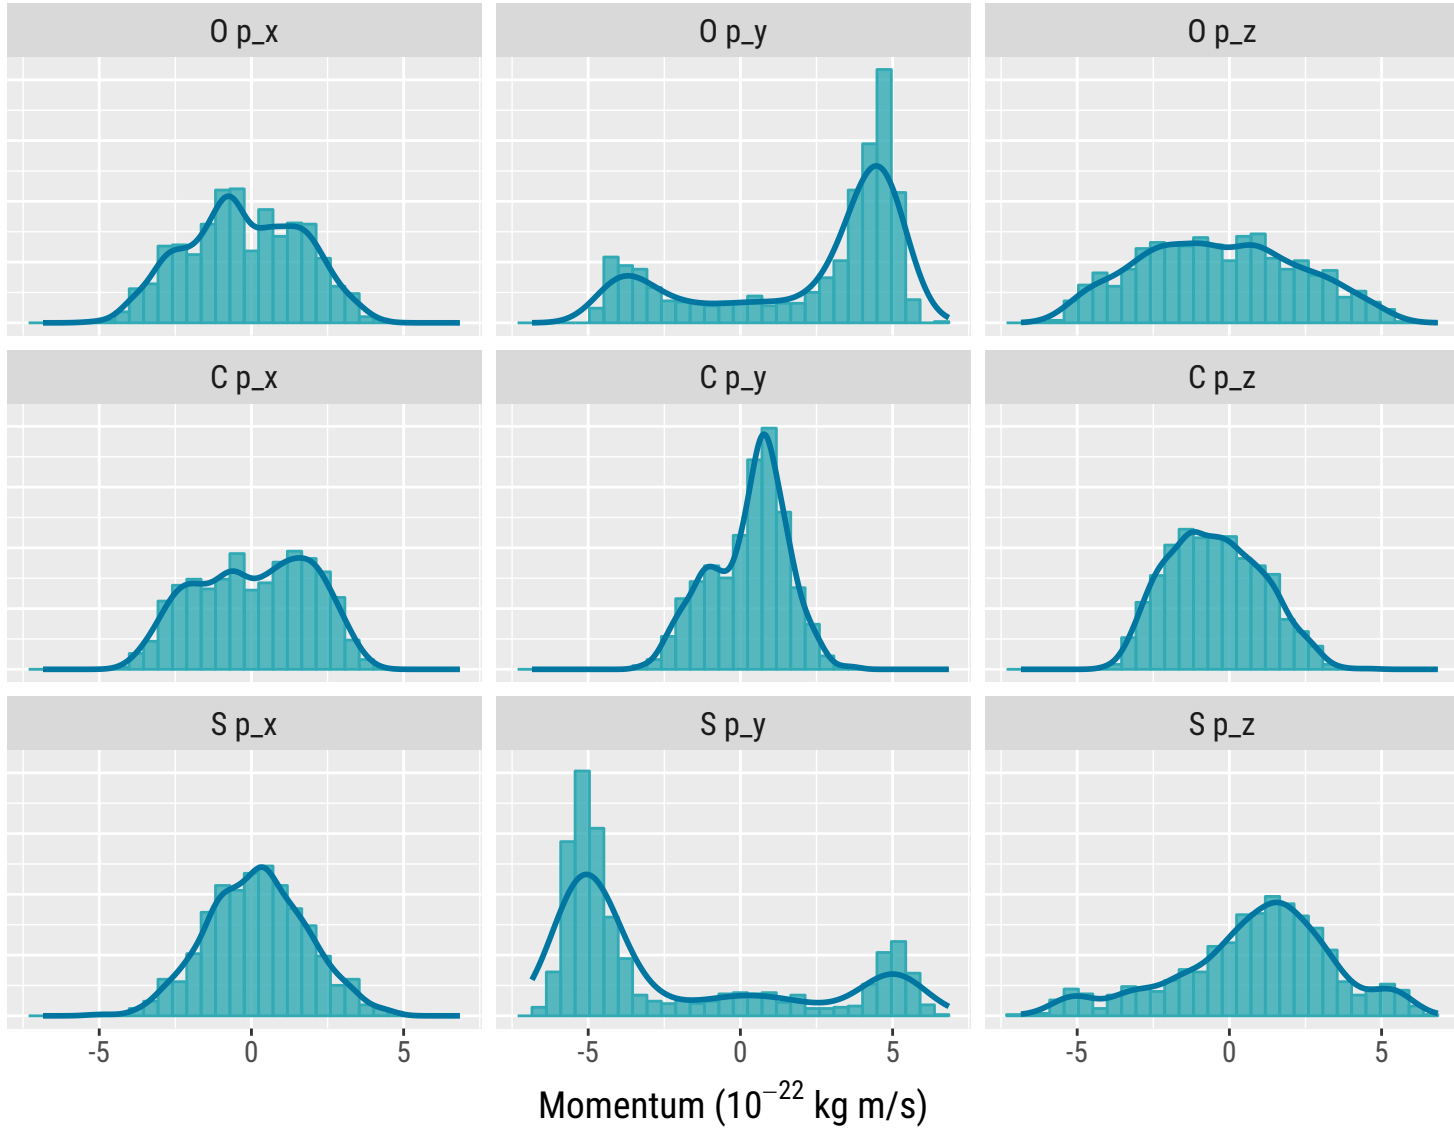 O p_x O p_y O p_z
C p_x C p_y C p_z
S p_x S p_y S p_z
-5 0 5 -5 0 5 -5 0 5
Momentum (10⁻²² kg m/s)